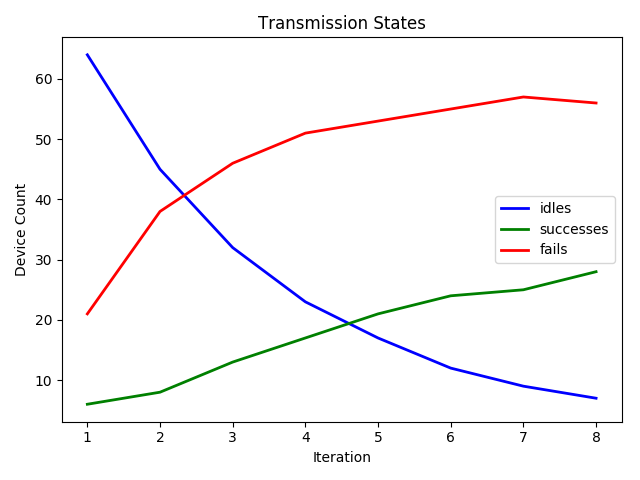 Transmission States
Device Count
60
50
40
30
20
10
idles
successes
fails
1 2 3 4 5 6 7 8
Iteration